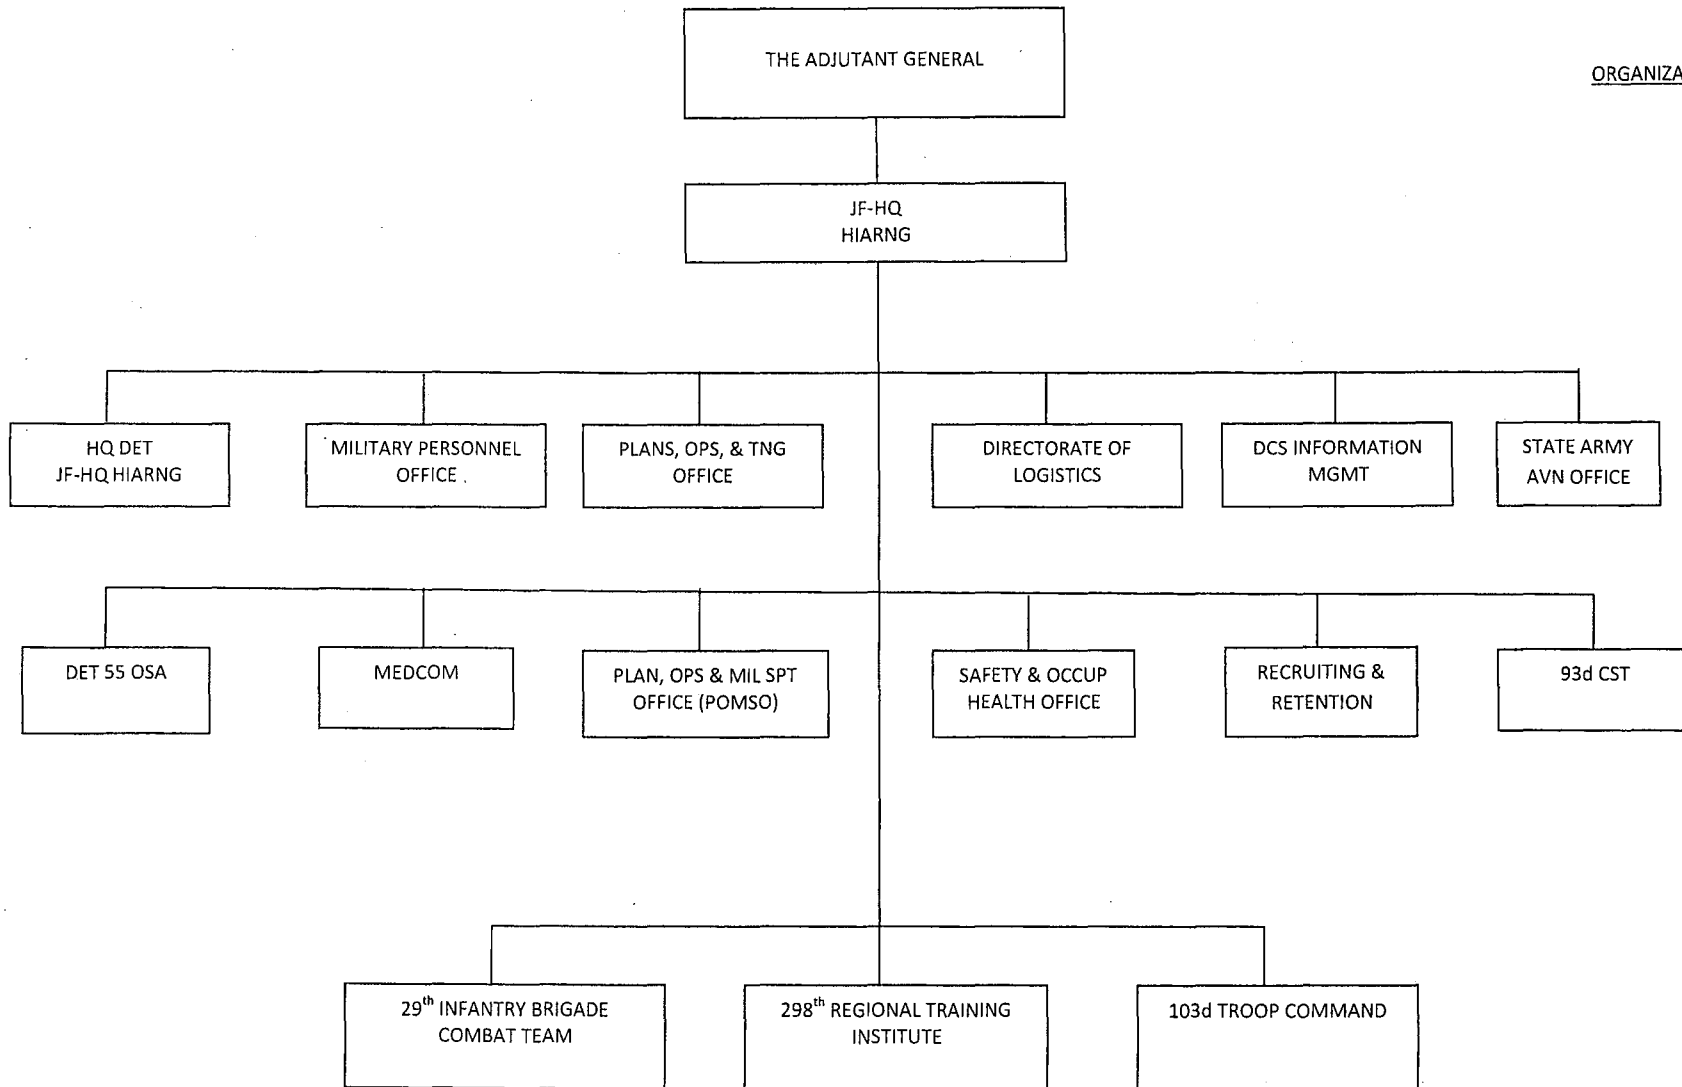 THE ADJUTANT GENERAL
ORGANIZA
JF-HQ
HIARNG
HQ DET
JF-HQ HIARNG
MILITARY PERSONNEL
OFFICE
PLANS, OPS, & TNG
OFFICE
DIRECTORATE OF
LOGISTICS
DCS INFORMATION
MGMT
STATE ARMY
AVN OFFICE
DET 55 OSA
MEDCOM
PLAN, OPS & MIL SPT
OFFICE (POMSO)
SAFETY & OCCUP
HEALTH OFFICE
RECRUITING &
RETENTION
93d CST
29th INFANTRY BRIGADE
COMBAT TEAM
298th REGIONAL TRAINING
INSTITUTE
103d TROOP COMMAND